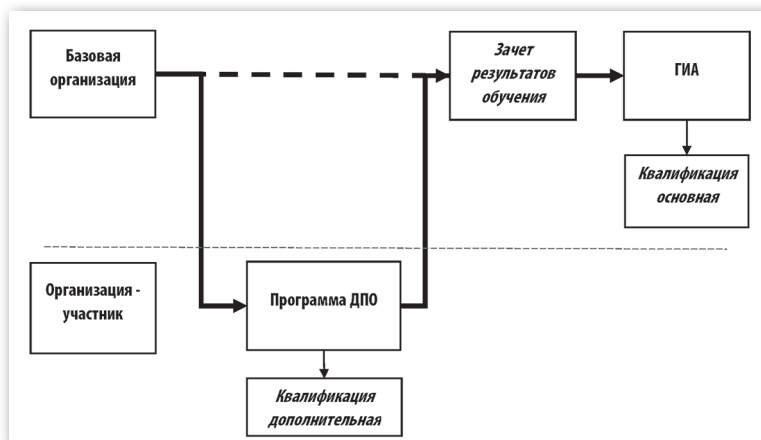 Базовая
организация
Зачет
результатов
обучения
ГИА
Квалификация
основная
Организация -
участник
Программа ДПО
Квалификация
дополнительная